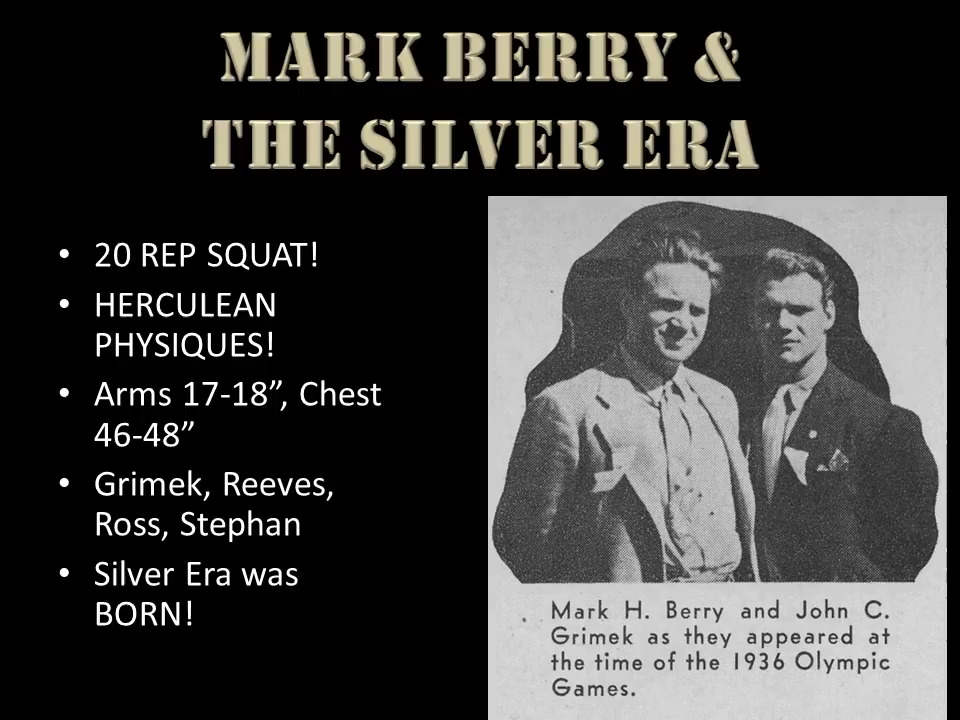 MARK BERRY &
THE SILVER ERA
• 20 REP SQUAT!
• HERCULEAN
PHYSIQUES!
• Arms 17-18”, Chest
46-48”
• Grimek, Reeves,
Ross, Stephan
• Silver Era was
BORN!
Mark H. Berry and John C.
Grimek as they appeared at
the time of the 1936 Olympic
Games.